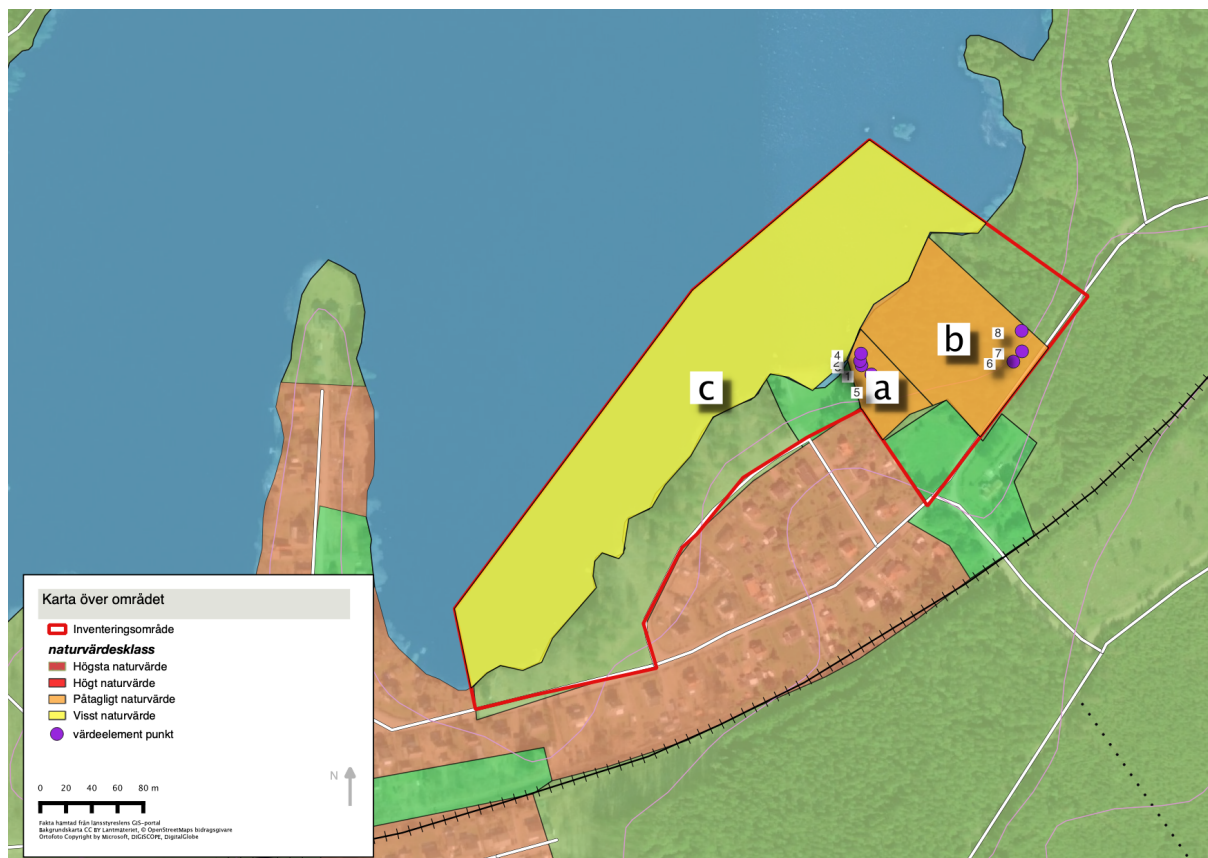 8
b
7
6
4
1
a
5
c
Karta över området
Inventeringsområde
naturvärdesklass
Högsta naturvärde
Högt naturvärde
Påtagligt naturvärde
Visst naturvärde
värdeelement punkt
N
0 20 40 60 80 m
Fakta hämtad från länsstyrelsens GIS-portal
Bakgrundskarta CC BY Lantmäteriet, © OpenStreetMaps bidragsgivare
Ortofoto Copyright by Microsoft, DIGISCOPE, DigitalGlobe